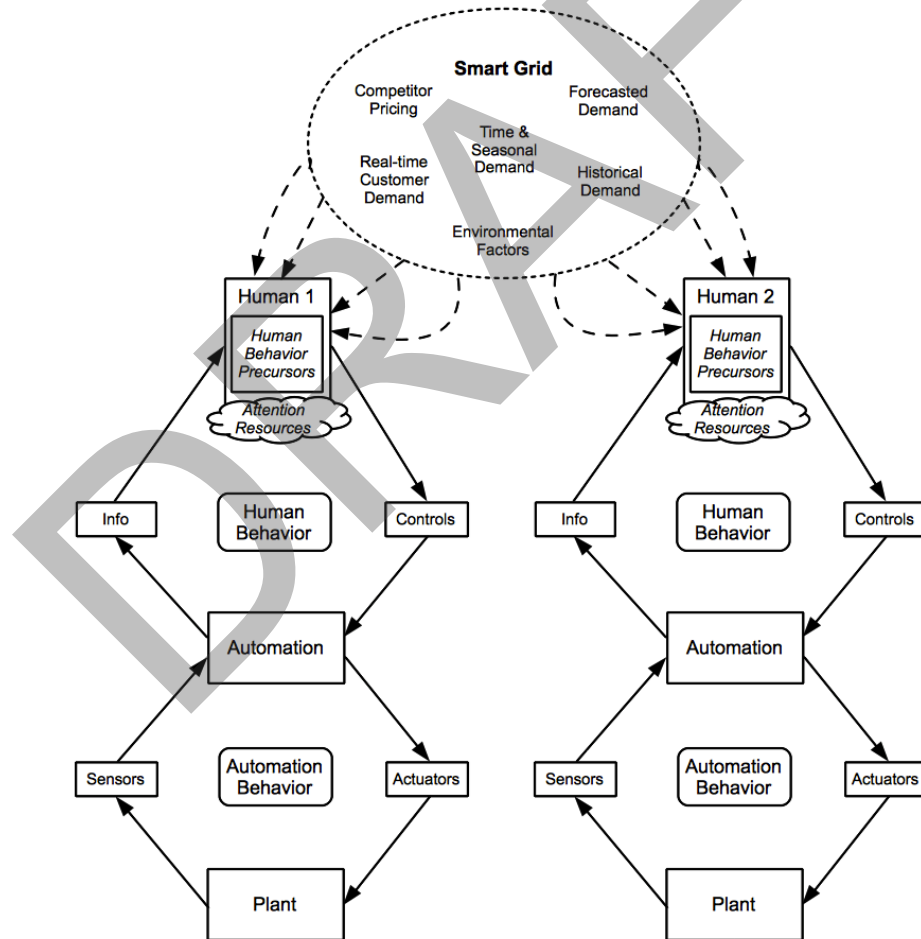 Smart Grid
Competitor
Pricing
Forecasted
Demand
Time &
Seasonal
Demand
Real-time
Customer
Demand
Historical
Demand
Environmental
Factors
Human 1
Human
Behavior
Precursors
Attention
Resources
Info
Human
Behavior
Controls
Automation
Sensors
Automation
Behavior
Actuators
Plant
Human 2
Human
Behavior
Precursors
Attention
Resources
Info
Human
Behavior
Controls
Automation
Sensors
Automation
Behavior
Actuators
Plant
DRAF